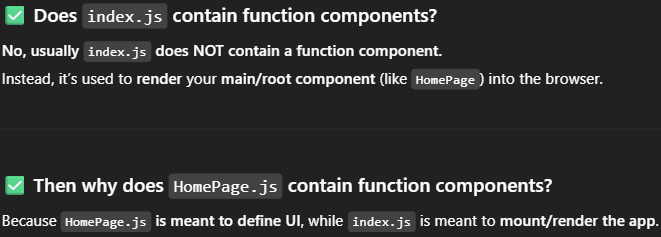 ✅ Does index.js contain function components?
No, usually index.js does NOT contain a function component.
Instead, it's used to render your main/root component (like HomePage) into the browser.
✅ Then why does HomePage.js contain function components?
Because HomePage.js is meant to define UI, while index.js is meant to mount/render the app.